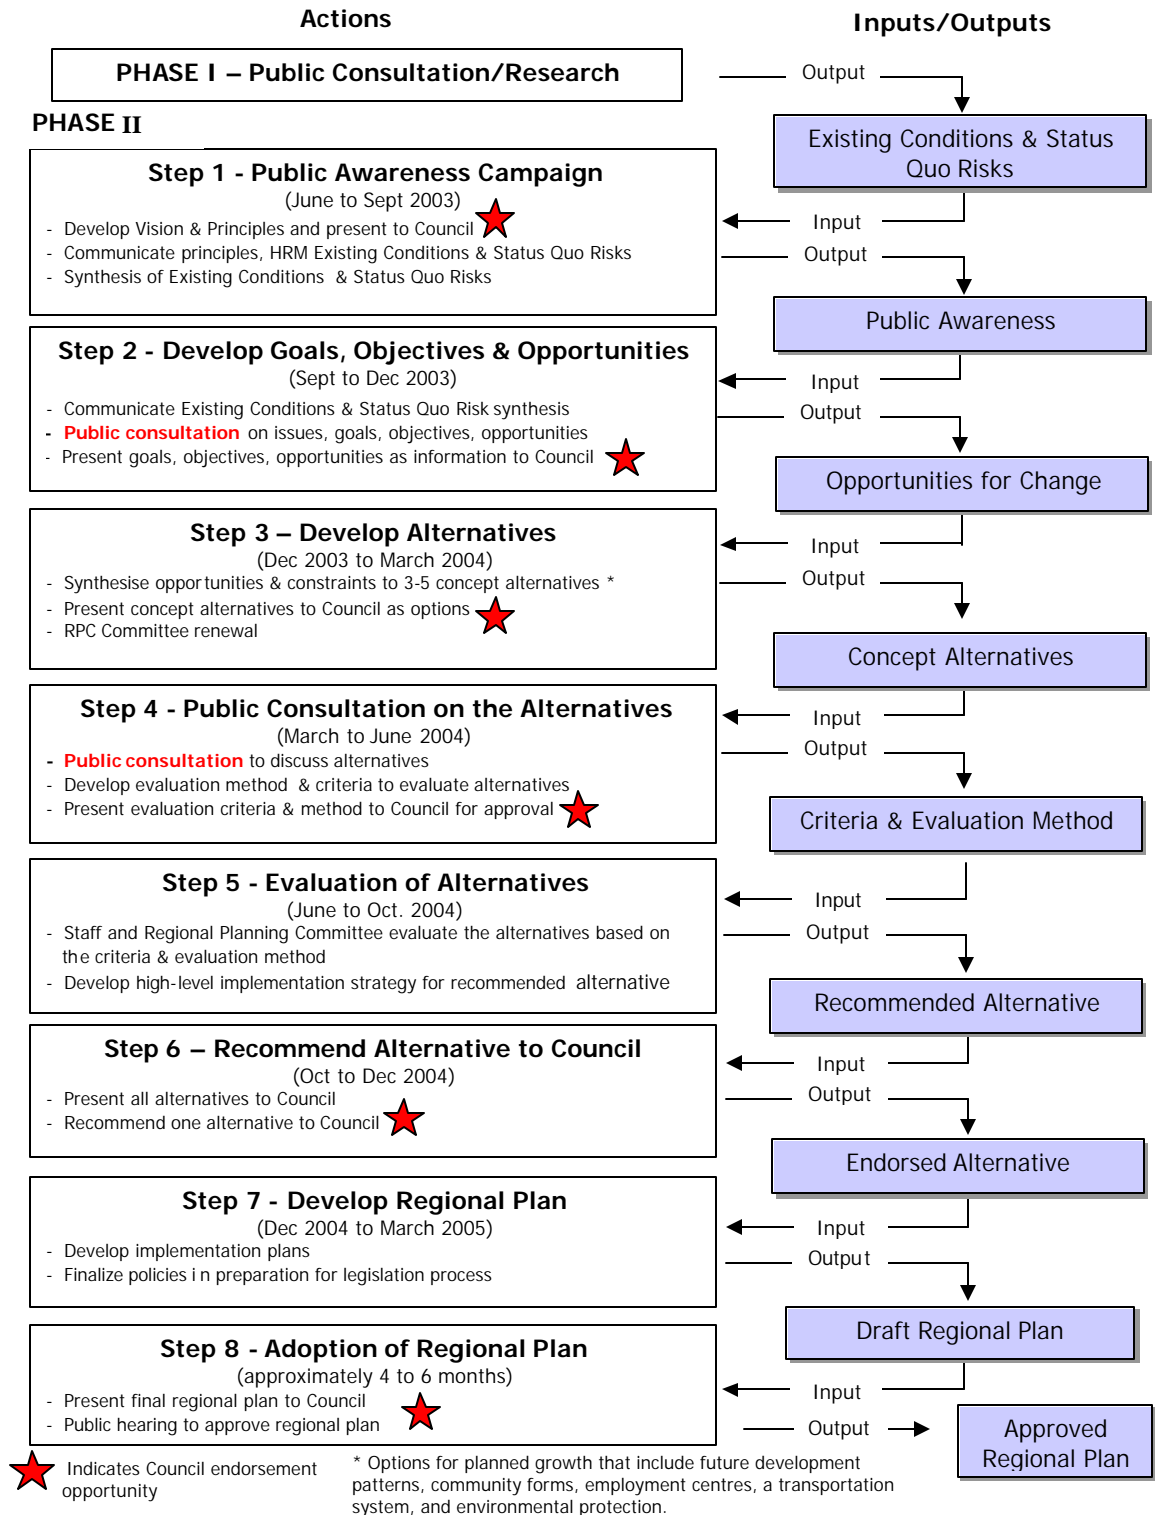 Actions
Inputs/Outputs
PHASE I – Public Consultation/Research
Output
Existing Conditions & Status
Quo Risks
PHASE II
Step 1 - Public Awareness Campaign
(June to Sept 2003)
- Develop Vision & Principles and present to Council
- Communicate principles, HRM Existing Conditions & Status Quo Risks
- Synthesis of Existing Conditions & Status Quo Risks
Input
Output
Public Awareness
Step 2 - Develop Goals, Objectives & Opportunities
(Sept to Dec 2003)
- Communicate Existing Conditions & Status Quo Risk synthesis
- Public consultation on issues, goals, objectives, opportunities
- Present goals, objectives, opportunities as information to Council
Input
Output
Opportunities for Change
Step 3 – Develop Alternatives
(Dec 2003 to March 2004)
- Synthesise opportunities & constraints to 3-5 concept alternatives *
- Present concept alternatives to Council as options
- RPC Committee renewal
Input
Output
Concept Alternatives
Step 4 - Public Consultation on the Alternatives
(March to June 2004)
- Public consultation to discuss alternatives
- Develop evaluation method & criteria to evaluate alternatives
- Present evaluation criteria & method to Council for approval
Input
Output
Criteria & Evaluation Method
Step 5 - Evaluation of Alternatives
(June to Oct. 2004)
- Staff and Regional Planning Committee evaluate the alternatives based on
the criteria & evaluation method
- Develop high-level implementation strategy for recommended alternative
Input
Output
Recommended Alternative
Step 6 – Recommend Alternative to Council
(Oct to Dec 2004)
- Present all alternatives to Council
- Recommend one alternative to Council
Input
Output
Endorsed Alternative
Step 7 - Develop Regional Plan
(Dec 2004 to March 2005)
- Develop implementation plans
- Finalize policies in preparation for legislation process
Input
Output
Draft Regional Plan
Step 8 - Adoption of Regional Plan
(approximately 4 to 6 months)
- Present final regional plan to Council
- Public hearing to approve regional plan
Input
Output
Approved
Regional Plan
Indicates Council endorsement
opportunity
* Options for planned growth that include future development
patterns, community forms, employment centres, a transportation
system, and environmental protection.